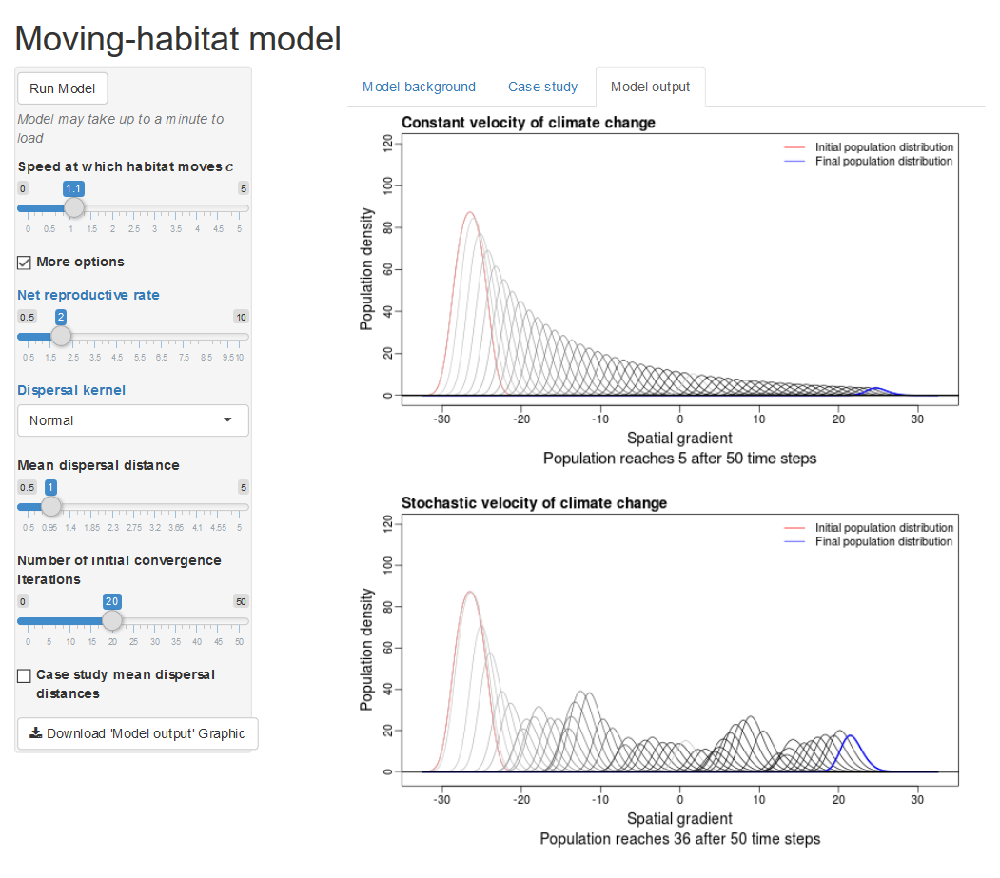 Moving-habitat model
Run Model
Model may take up to a minute to
load
Speed at which habitat moves c
0 1.1 5
0 0.5 1 1.5 2 2.5 3 3.5 4 4.5 5
More options
Net reproductive rate
0.5 2 10
0.5 1.5 2.5 3.5 4.5 5.5 6.5 7.5 8.5 9.5 10
Dispersal kernel
Normal
Mean dispersal distance
0.5 1 5
0.5 0.95 1.4 1.85 2.3 2.75 3.2 3.65 4.1 4.55 5
Number of initial convergence
iterations
0 20 50
0 5 10 15 20 25 30 35 40 45 50
Case study mean dispersal
distances
Download 'Model output' Graphic
Model background Case study Model output
Constant velocity of climate change
Initial population distribution
Final population distribution
Population density
120
100
80
60
40
20
0
-30 -20 -10 0 10 20 30
Spatial gradient
Population reaches 5 after 50 time steps
Stochastic velocity of climate change
Initial population distribution
Final population distribution
Population density
120
100
80
60
40
20
0
-30 -20 -10 0 10 20 30
Spatial gradient
Population reaches 36 after 50 time steps